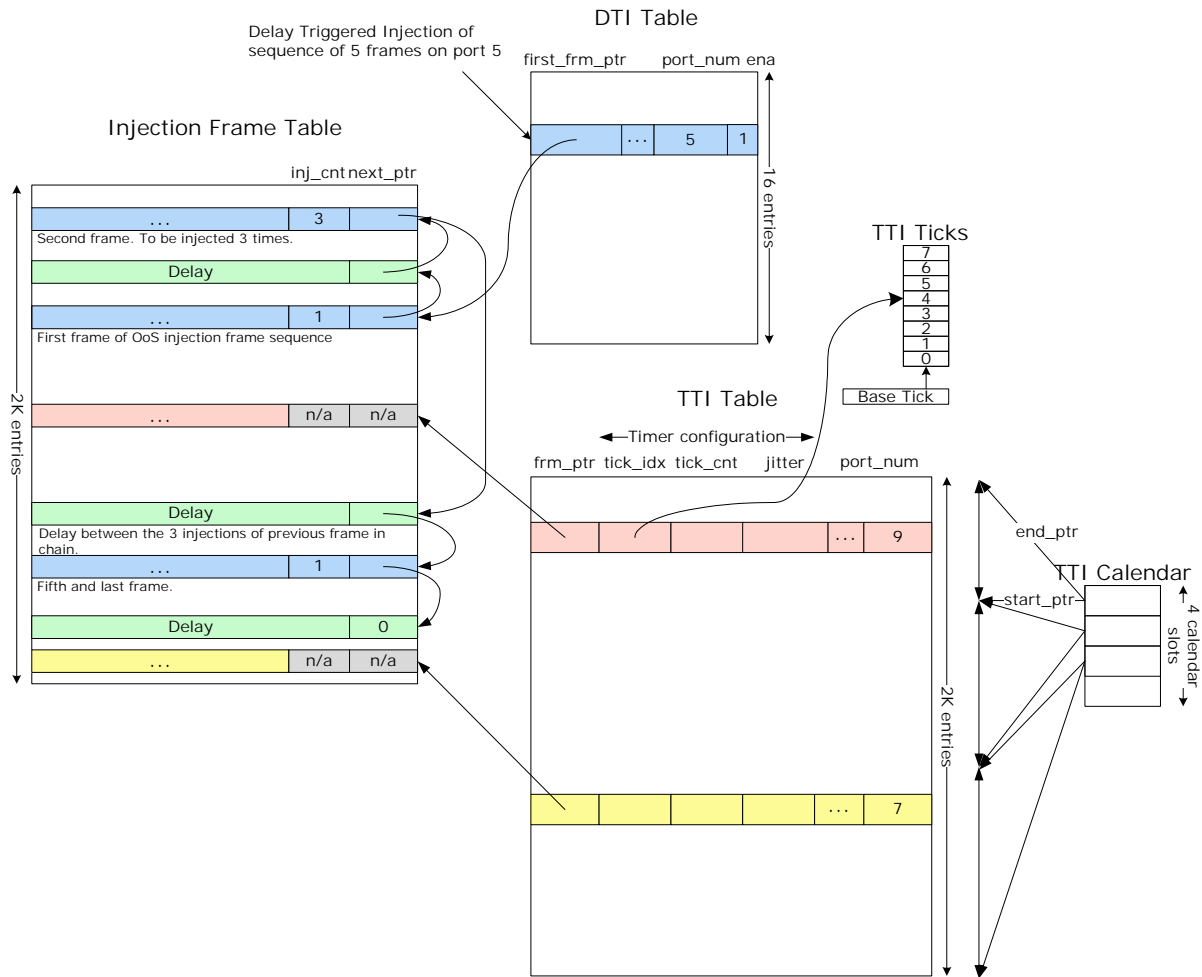 DTI Table
Delay Triggered Injection of
sequence of 5 frames on port 5
first_frm_ptr port_num ena
... 5 1
16 entries
Injection Frame Table
inj_cnt next_ptr
... 3
Second frame. To be injected 3 times.
Delay
... 1
First frame of OoS injection frame sequence
... n/a n/a
Delay
Delay between the 3 injections of previous frame in
chain.
... 1
Fifth and last frame.
Delay 0
... n/a n/a
2K entries
TTI Ticks
7
6
5
4
3
2
1
0
Base Tick
TTI Table
Timer configuration
frm_ptr tick_idx tick_cnt jitter port_num
... 9
... 7
2K entries
end_ptr
TTI Calendar
start_ptr
4 calendar
slots